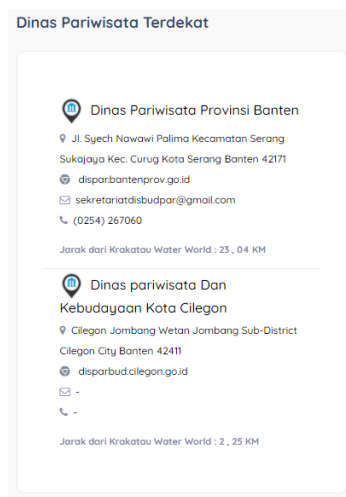 Dinas Pariwisata Terdekat
Dinas Pariwisata Provinsi Banten
Jl. Syech Nawawi Palima Kecamatan Serang
Sukajaya Kec. Curug Kota Serang Banten 42171
dispar.bantenprov.go.id
sekretariatdisbudpar@gmail.com
(0254) 267060
Jarak dari Krakatau Water World : 23 , 04 KM
Dinas pariwisata Dan
Kebudayaan Kota Cilegon
Cilegon Jombang Wetan Jombang Sub-District
Cilegon City Banten 42411
disparbud.cilegon.go.id
-
-
Jarak dari Krakatau Water World : 2 , 25 KM